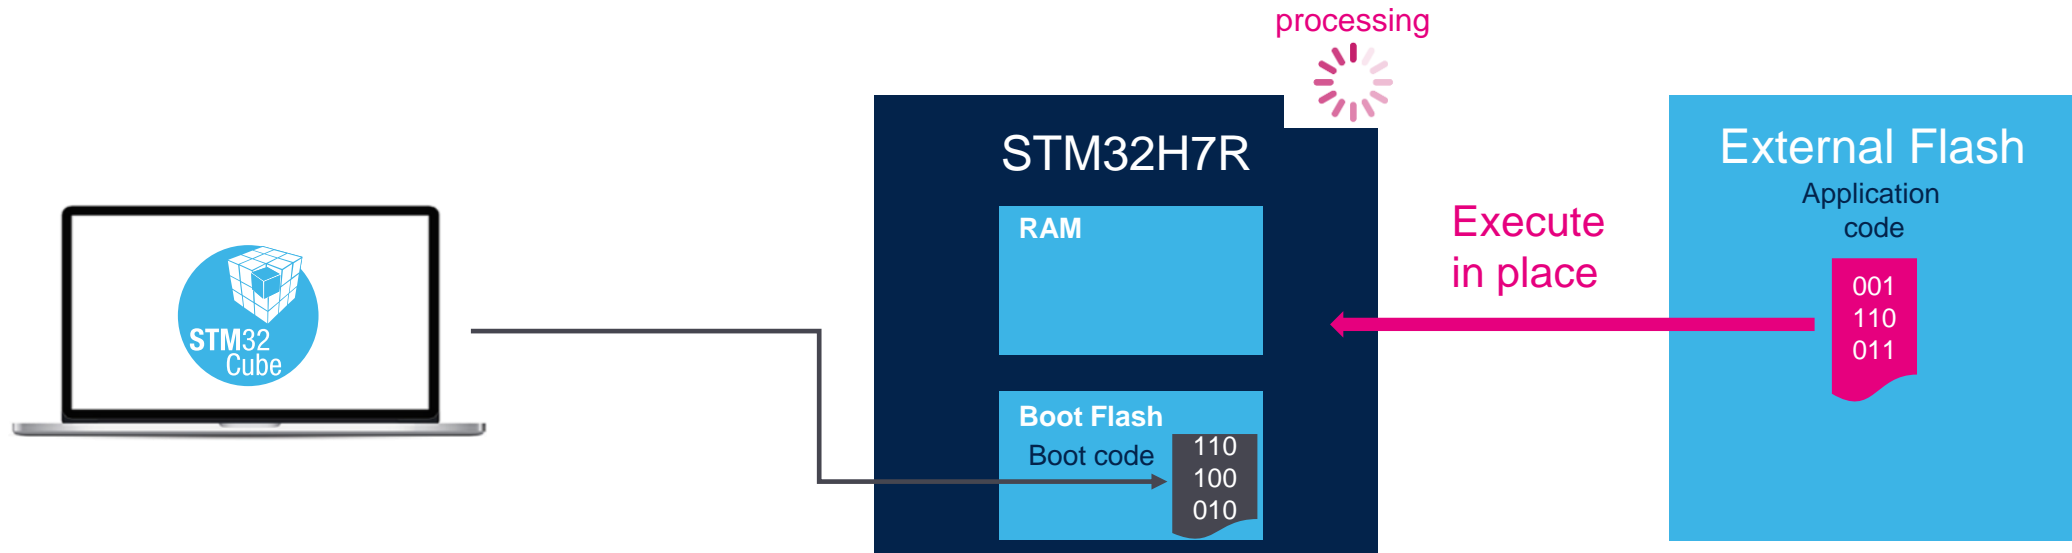 processing
STM32H7R
External Flash
Application
code
RAM
Execute
in place
001
110
011
STM32
Cube
Boot Flash
Boot code
110
100
010